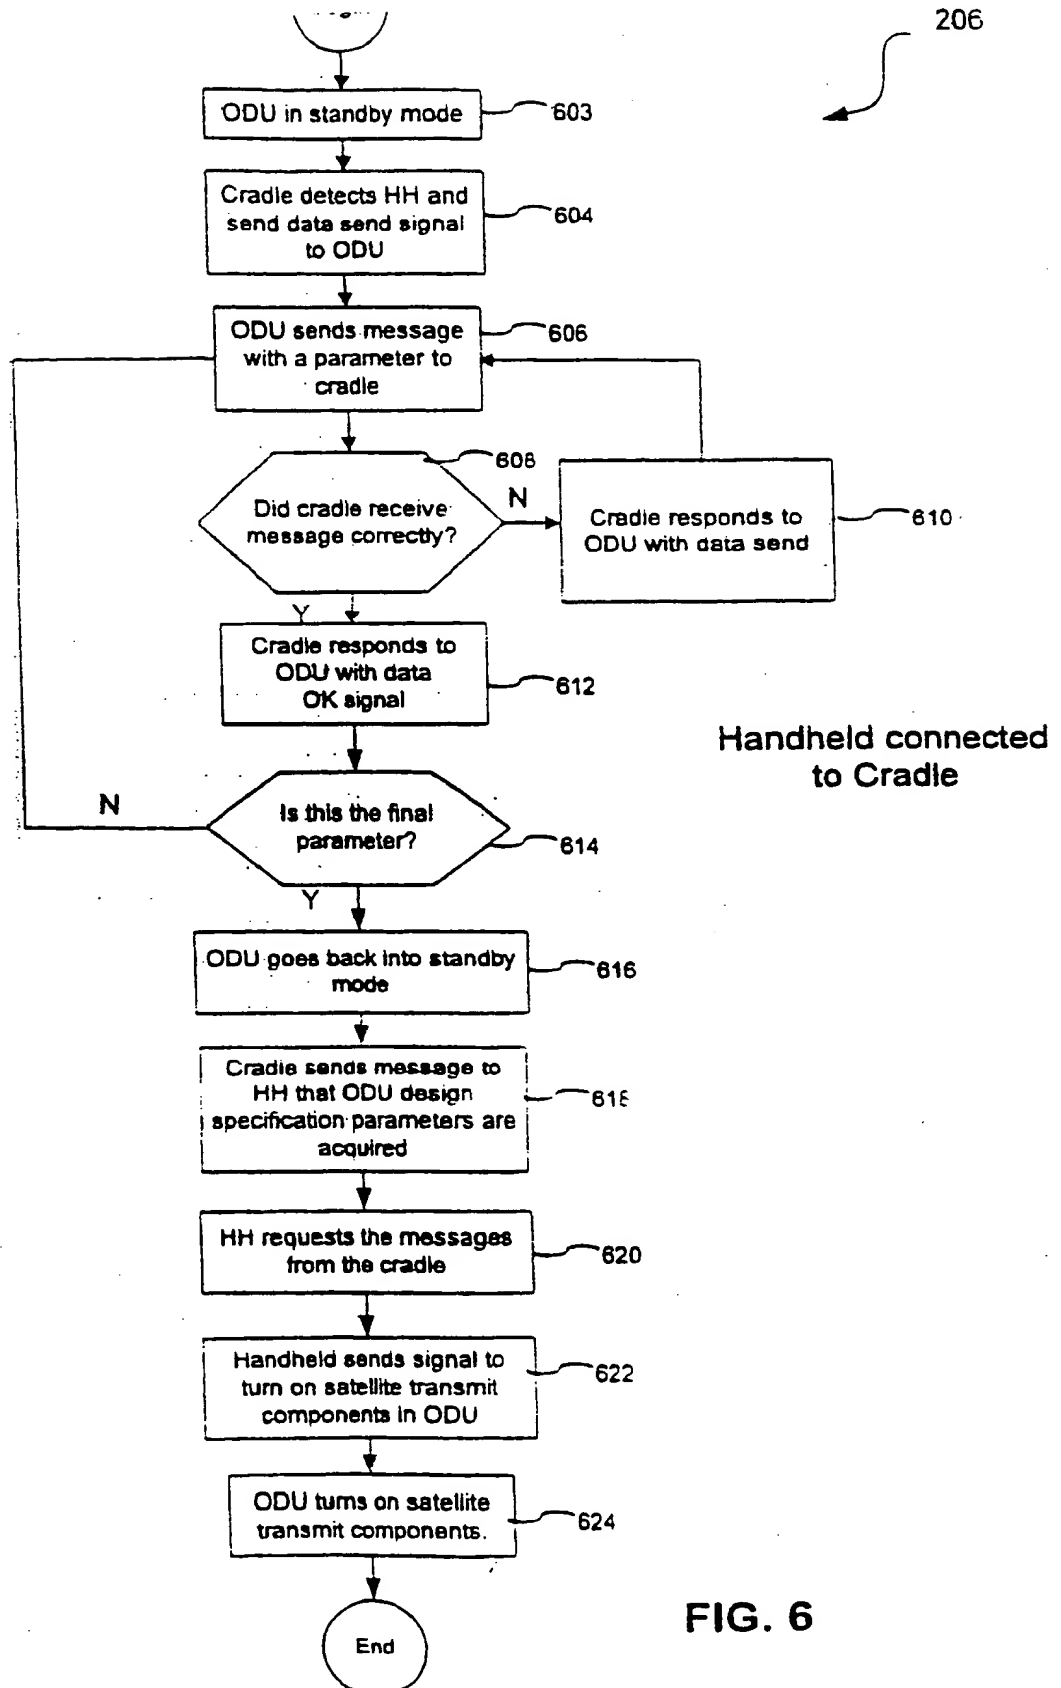 206
ODU in standby mode
603
Cradle detects HH and
send data send signal
to ODU
604
ODU sends message
with a parameter to
cradle
606
608
Did cradle receive
message correctly?
N
Cradle responds to
ODU with data send
610
Y
Cradle responds to
ODU with data
OK signal
612
Handheld connected
to Cradle
N
Is this the final
parameter?
614
Y
ODU goes back into standby
mode
616
Cradle sends message to
HH that ODU design
specification parameters are
acquired
618
HH requests the messages
from the cradle
620
Handheld sends signal to
turn on satellite transmit
components in ODU
622
ODU turns on satellite
transmit components.
624
End
FIG. 6